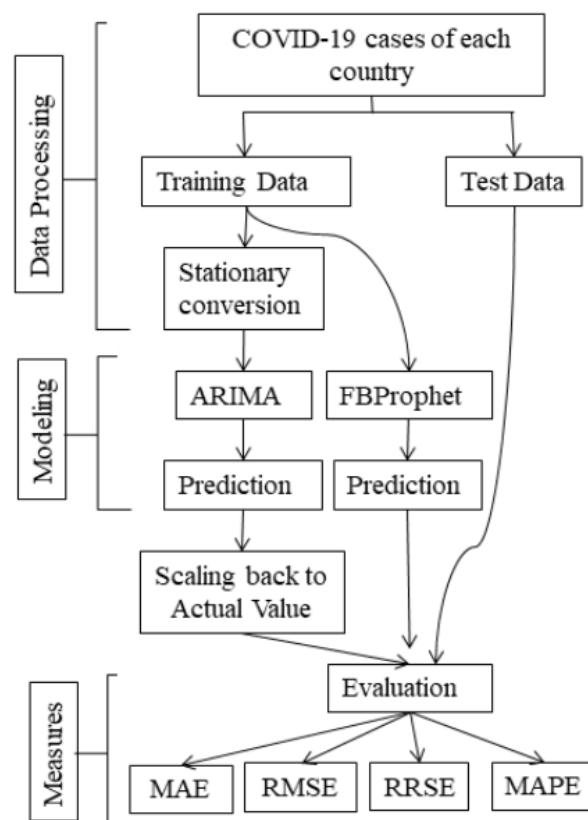 COVID-19 cases of each
country
Data Processing
Training Data
Test Data
Stationary
conversion
Modeling
ARIMA
FBProphet
Prediction
Prediction
Scaling back to
Actual Value
Measures
Evaluation
MAE
RMSE
RRSE
MAPE